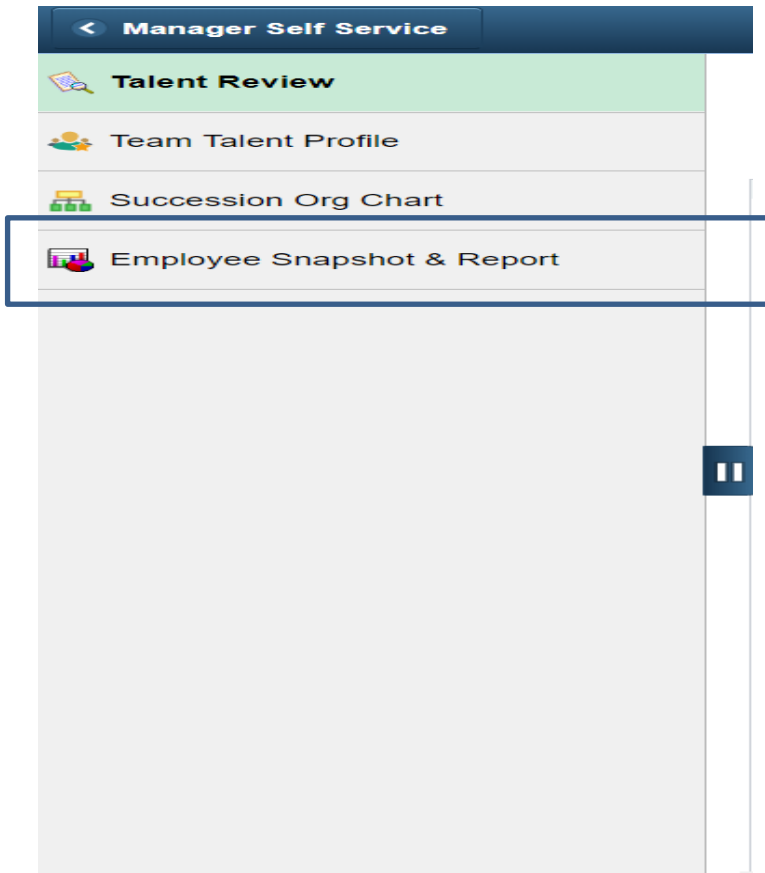 Manager Self Service
Talent Review
Team Talent Profile
Succession Org Chart
Employee Snapshot & Report